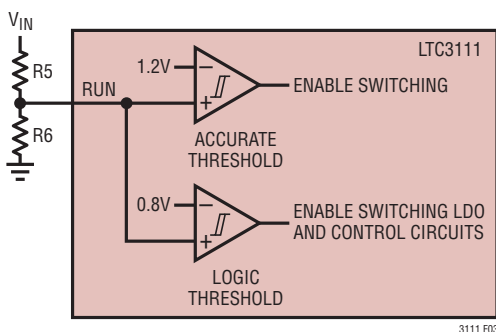 VIN
LTC3111
R5
1.2V
−
+
ENABLE SWITCHING
RUN
R6
ACCURATE
THRESHOLD
0.8V
−
+
ENABLE SWITCHING LDO
AND CONTROL CIRCUITS
LOGIC
THRESHOLD
3111 F03